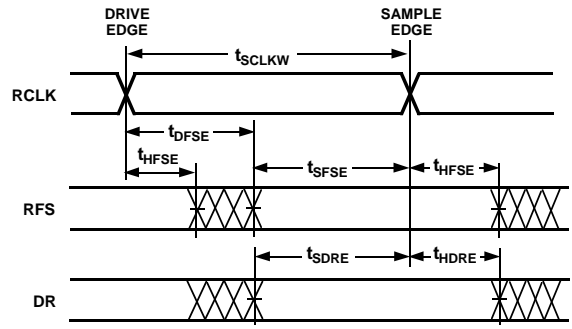 DRIVE EDGE
SAMPLE EDGE
tSCLKW
RCLK
tDFSE
tHFSE
tSFSE
tHFSE
RFS
tSDRE
tHDRE
DR